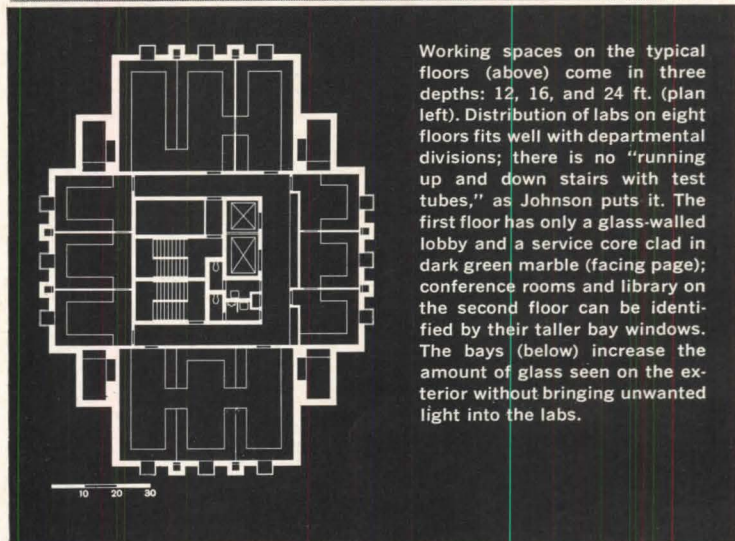 Working spaces on the typical
floors (above) come in three
depths: 12, 16, and 24 ft. (plan
left). Distribution of labs on eight
floors fits well with departmental
divisions; there is no "running
up and down stairs with test
tubes," as Johnson puts it. The
first floor has only a glass-walled
lobby and a service core clad in
dark green marble (facing page);
conference rooms and library on
the second floor can be identi-
fied by their taller bay windows.
The bays (below) increase the
amount of glass seen on the ex-
terior without bringing unwanted
light into the labs.
10 20 30